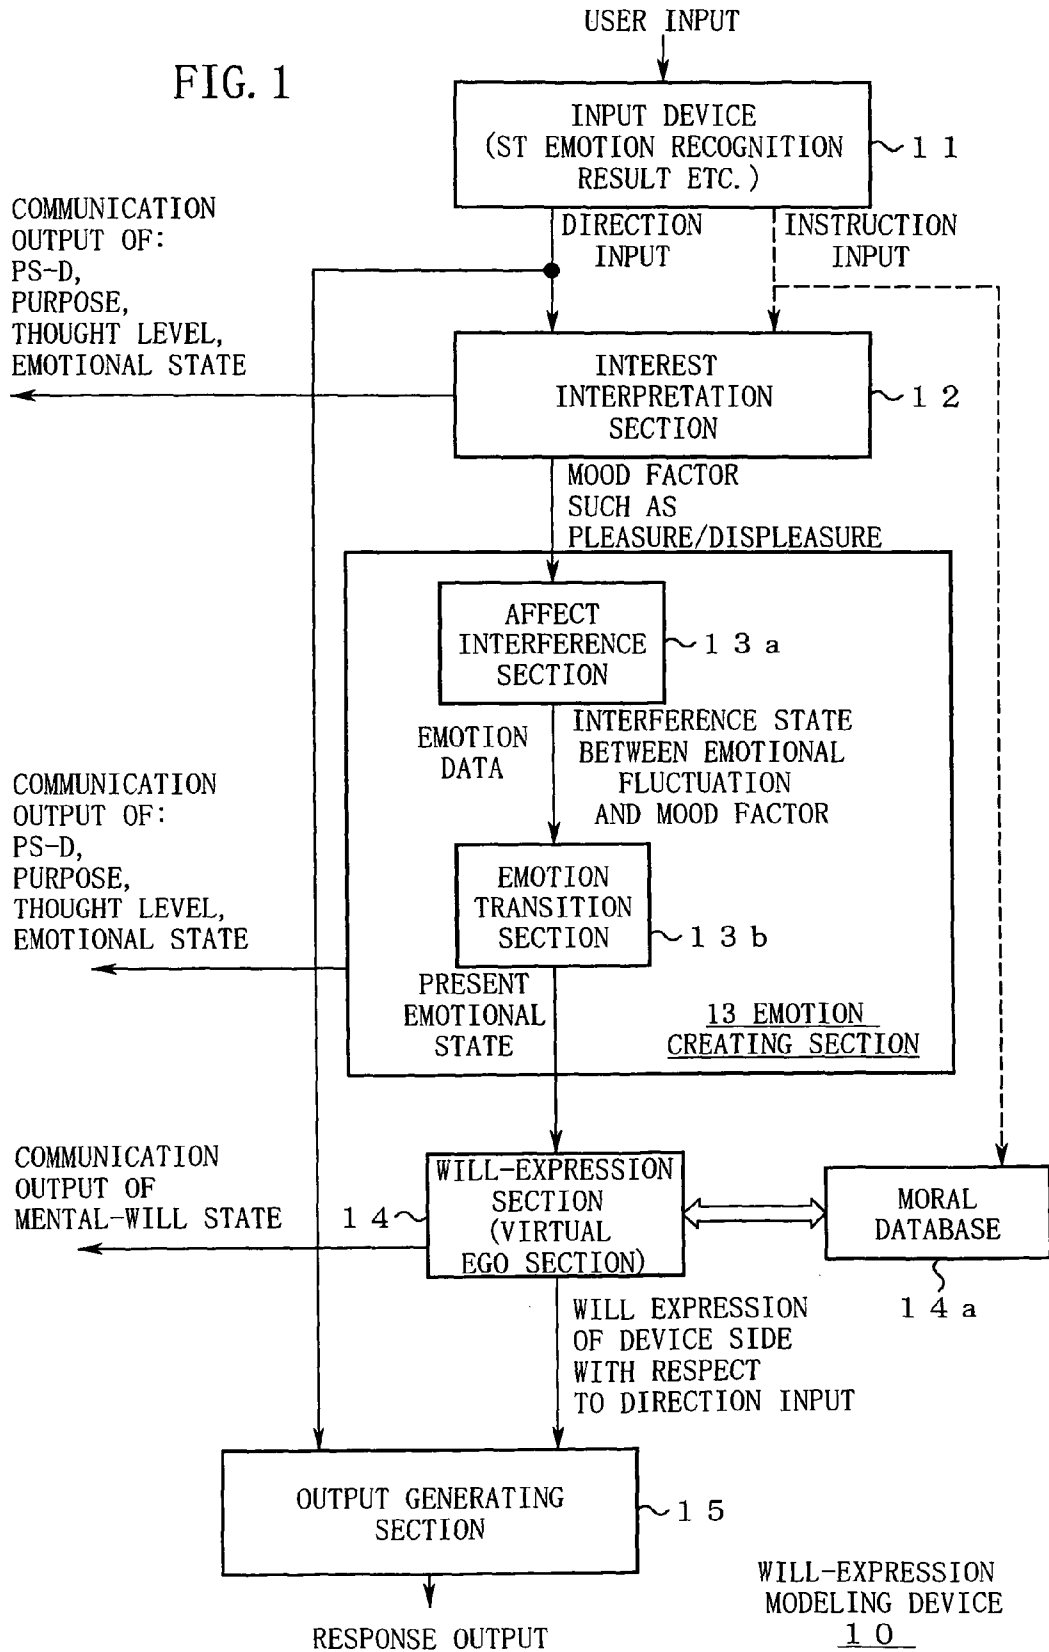 USER INPUT
FIG. 1
INPUT DEVICE
(ST EMOTION RECOGNITION
RESULT ETC.)
11
COMMUNICATION
OUTPUT OF:
PS-D,
PURPOSE,
THOUGHT LEVEL,
EMOTIONAL STATE
DIRECTION
INPUT
INSTRUCTION
INPUT
INTEREST
INTERPRETATION
SECTION
12
MOOD FACTOR
SUCH AS
PLEASURE/DISPLEASURE
AFFECT
INTERFERENCE
SECTION
13a
EMOTION
DATA
INTERFERENCE STATE
BETWEEN EMOTIONAL
FLUCTUATION
AND MOOD FACTOR
COMMUNICATION
OUTPUT OF:
PS-D,
PURPOSE,
THOUGHT LEVEL,
EMOTIONAL STATE
EMOTION
TRANSITION
SECTION
13b
PRESENT
EMOTIONAL
STATE
13 EMOTION
CREATING SECTION
COMMUNICATION
OUTPUT OF
MENTAL-WILL STATE
14
WILL-EXPRESSION
SECTION
(VIRTUAL
EGO SECTION)
MORAL
DATABASE
14a
WILL EXPRESSION
OF DEVICE SIDE
WITH RESPECT
TO DIRECTION INPUT
OUTPUT GENERATING
SECTION
15
RESPONSE OUTPUT
WILL-EXPRESSION
MODELING DEVICE
10